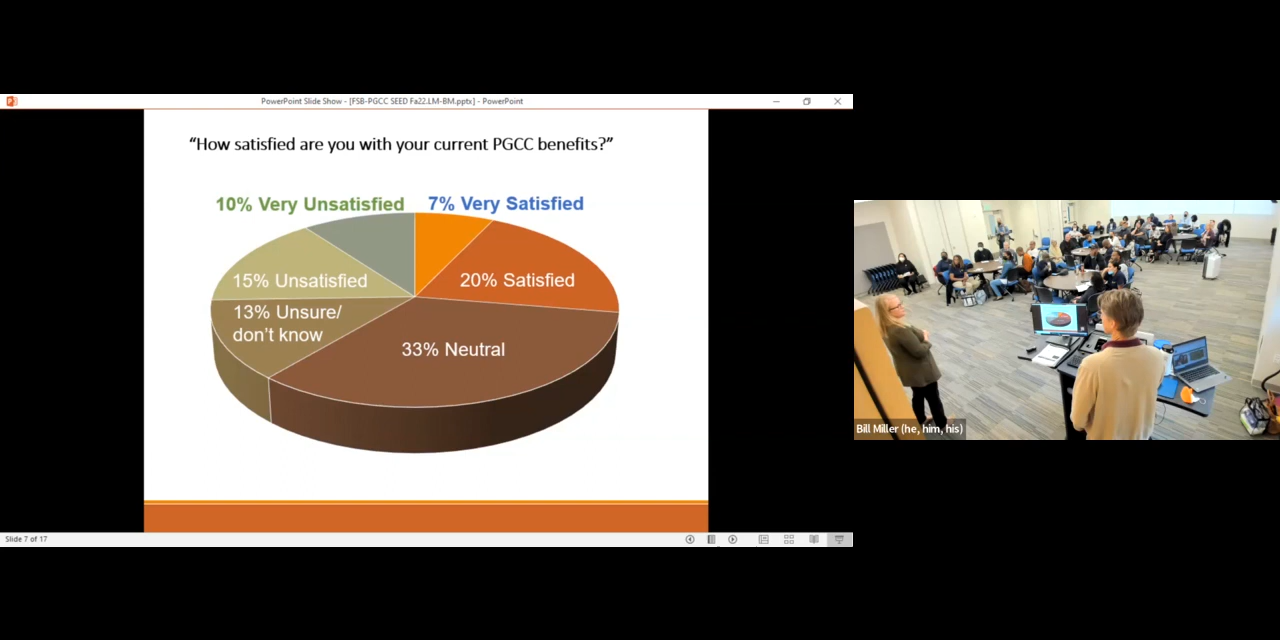 PowerPoint Slide Show - [FSB-PGCC SEED Fa22.LM-BM.pptx] - PowerPoint
“How satisfied are you with your current PGCC benefits?”
10% Very Unsatisfied
7% Very Satisfied
15% Unsatisfied
20% Satisfied
13% Unsure/
don’t know
33% Neutral
Slide 7 of 17
Bill Miller (he, him, his)